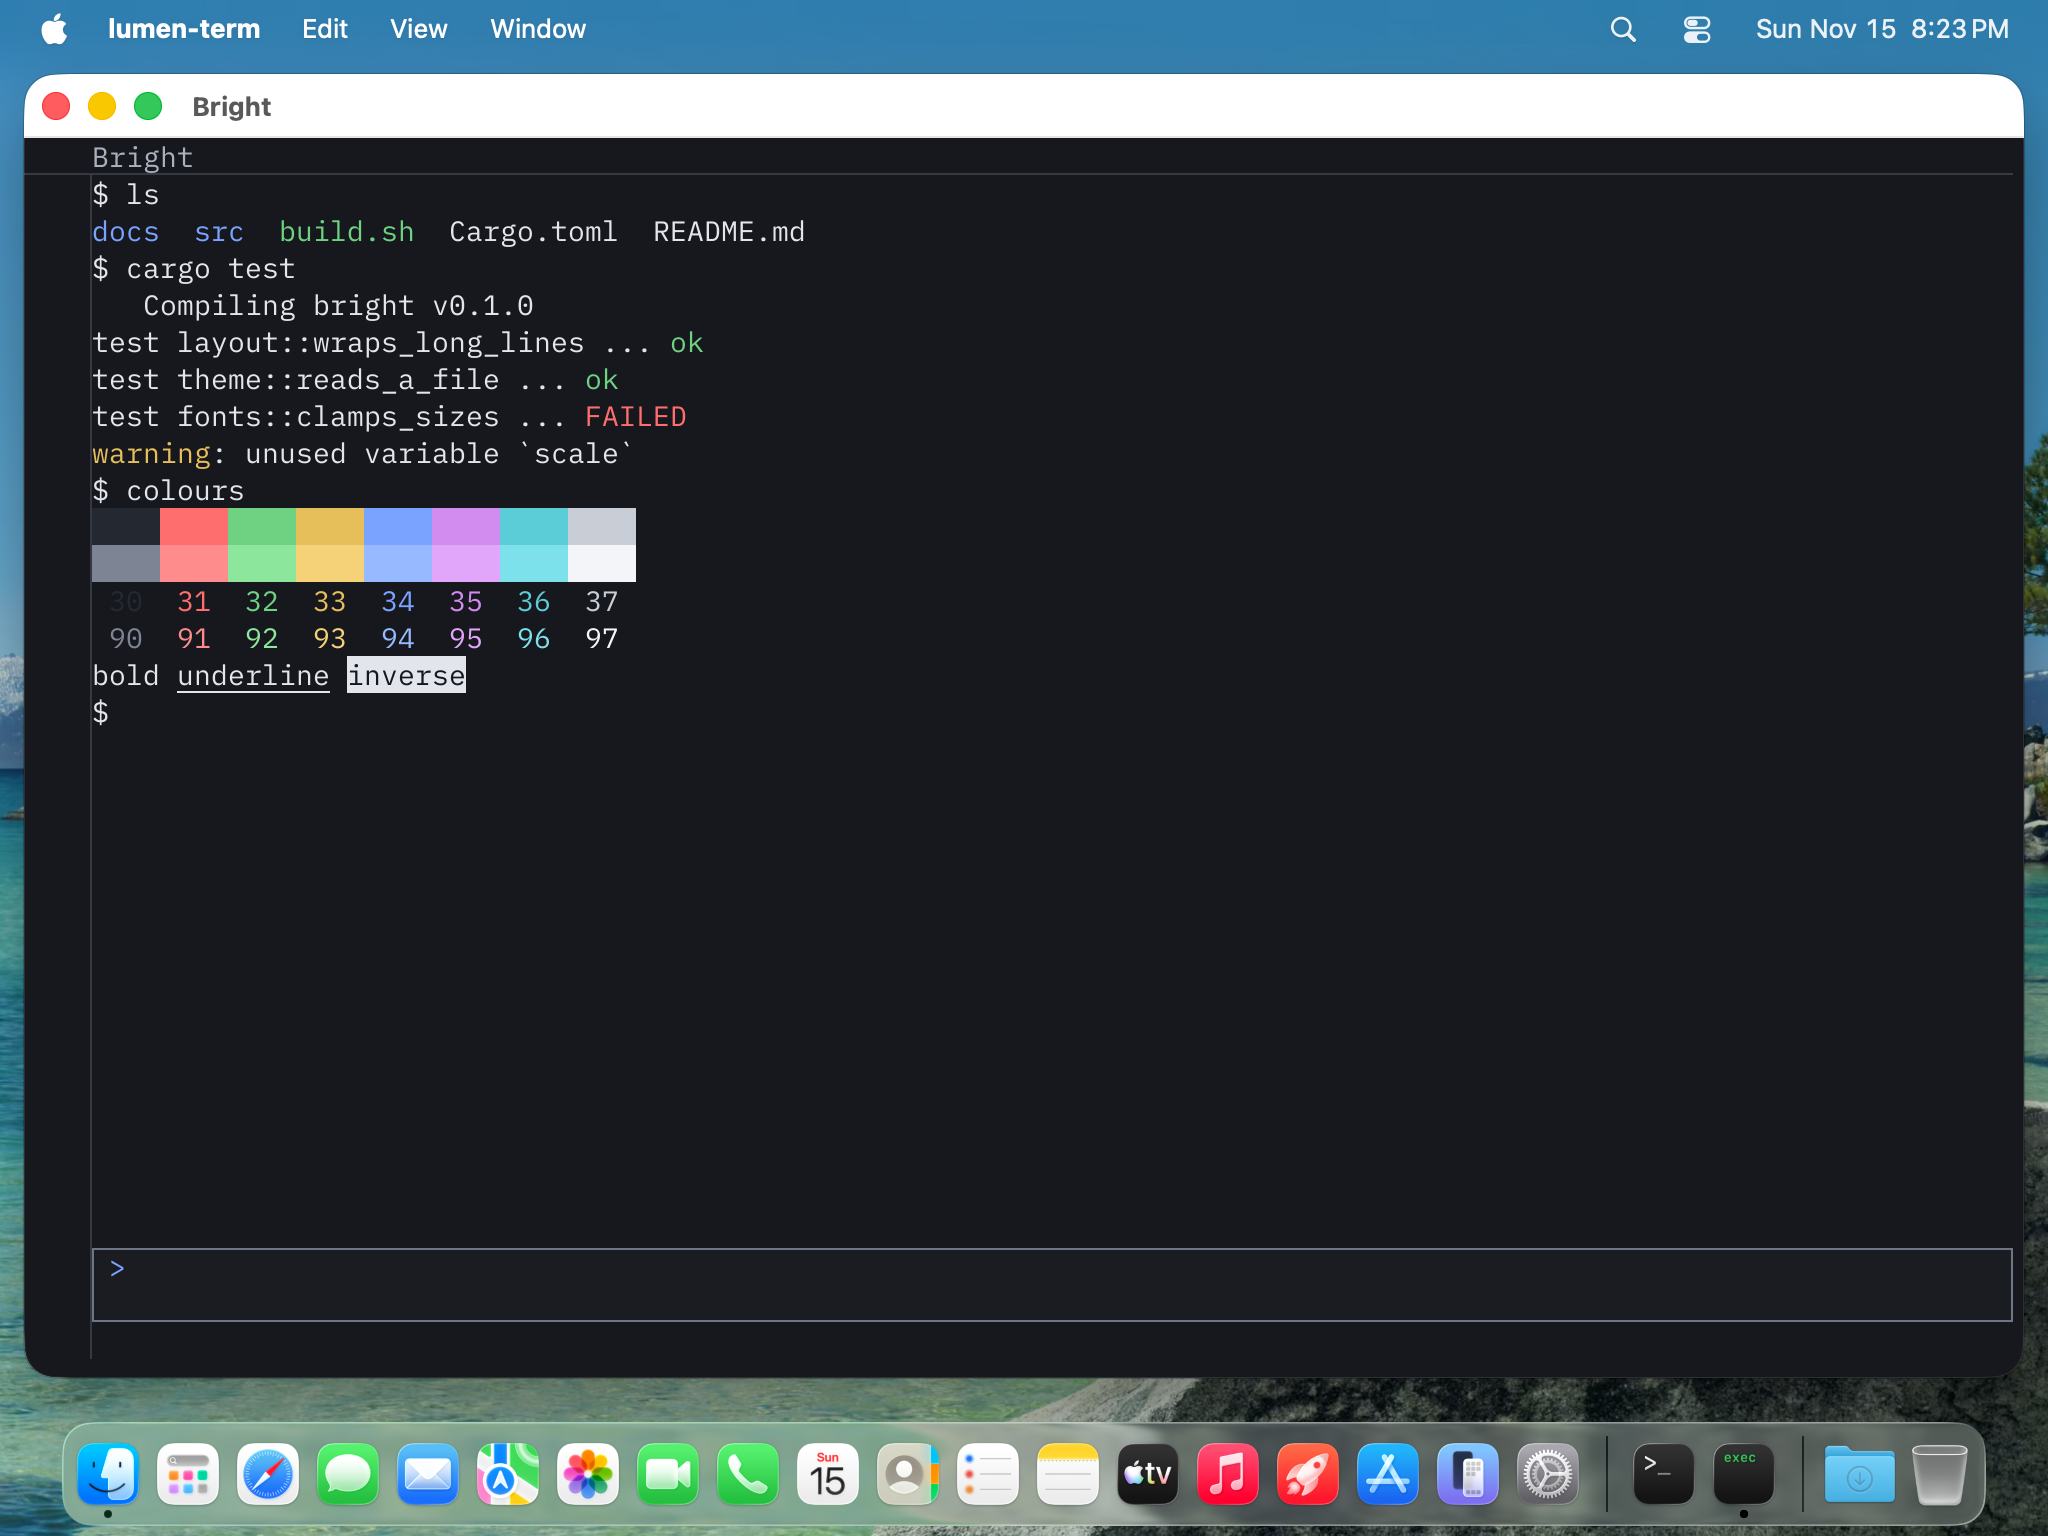 lumen-term Edit View Window Sun Nov 15 8:23 PM
Bright
Bright
$ ls
docs src build.sh Cargo.toml README.md
$ cargo test
Compiling bright v0.1.0
test layout::wraps_long_lines ... ok
test theme::reads_a_file ... ok
test fonts::clamps_sizes ... FAILED
warning: unused variable `scale`
$ colours
30 31 32 33 34 35 36 37
90 91 92 93 94 95 96 97
bold underline inverse
$
>
Sun
15
tv
>_
exec